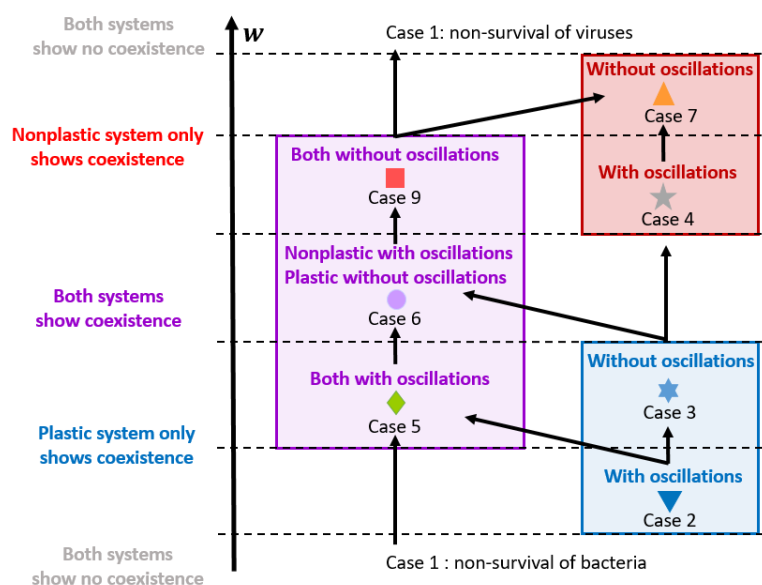 Both systems
show no coexistence
w
Case 1: non-survival of viruses
Without oscillations
Case 7
Nonplastic system only
shows coexistence
Both without oscillations
Case 9
With oscillations
Case 4
Nonplastic with oscillations
Plastic without oscillations
Case 6
Both systems
show coexistence
Both with oscillations
Case 5
Without oscillations
Case 3
Plastic system only
shows coexistence
With oscillations
Case 2
Both systems
show no coexistence
Case 1 : non-survival of bacteria